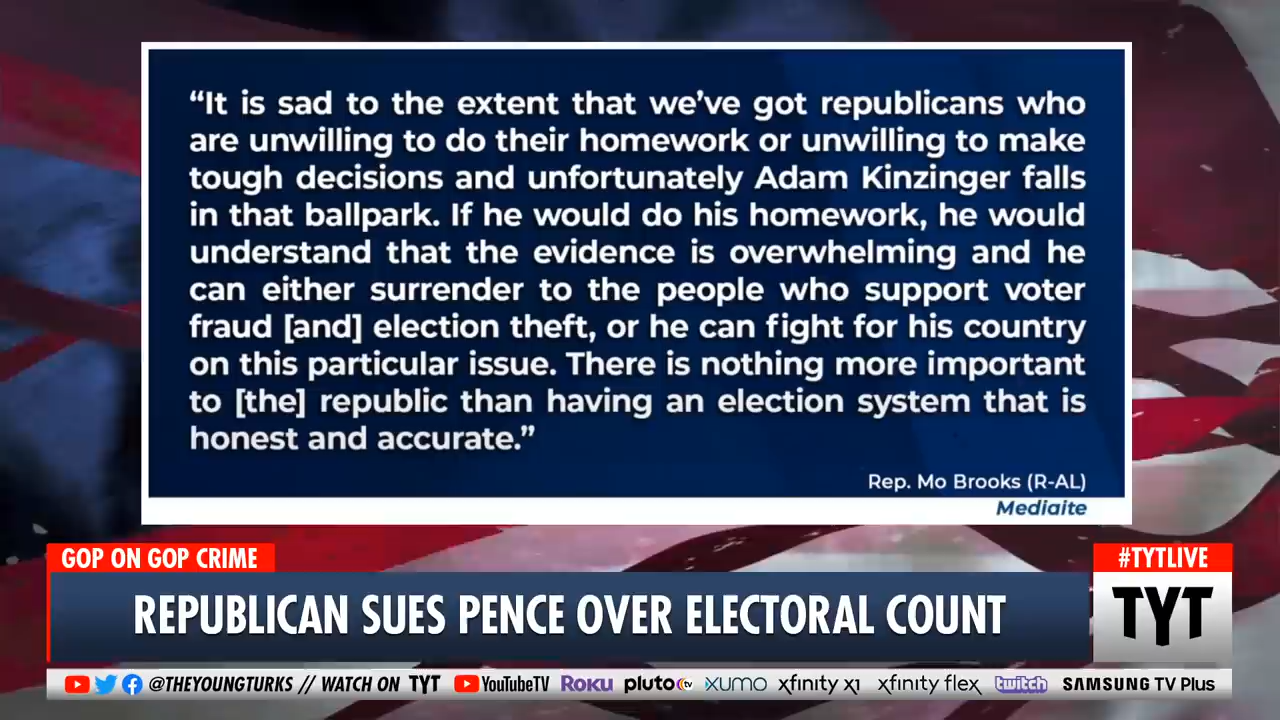 “It is sad to the extent that we’ve got republicans who
are unwilling to do their homework or unwilling to make
tough decisions and unfortunately Adam Kinzinger falls
in that ballpark. If he would do his homework, he would
understand that the evidence is overwhelming and he
can either surrender to the people who support voter
fraud [and] election theft, or he can fight for his country
on this particular issue. There is nothing more important
to [the] republic than having an election system that is
honest and accurate.”
Rep. Mo Brooks (R-AL)
Mediaite
GOP ON GOP CRIME
#TYTLIVE
REPUBLICAN SUES PENCE OVER ELECTORAL COUNT
TYT
@THEYOUNGTURKS // WATCH ON TYT YouTubeTV ROKU pluto tv XUMO xfinity x1 xfinity flex twitch SAMSUNG TV Plus